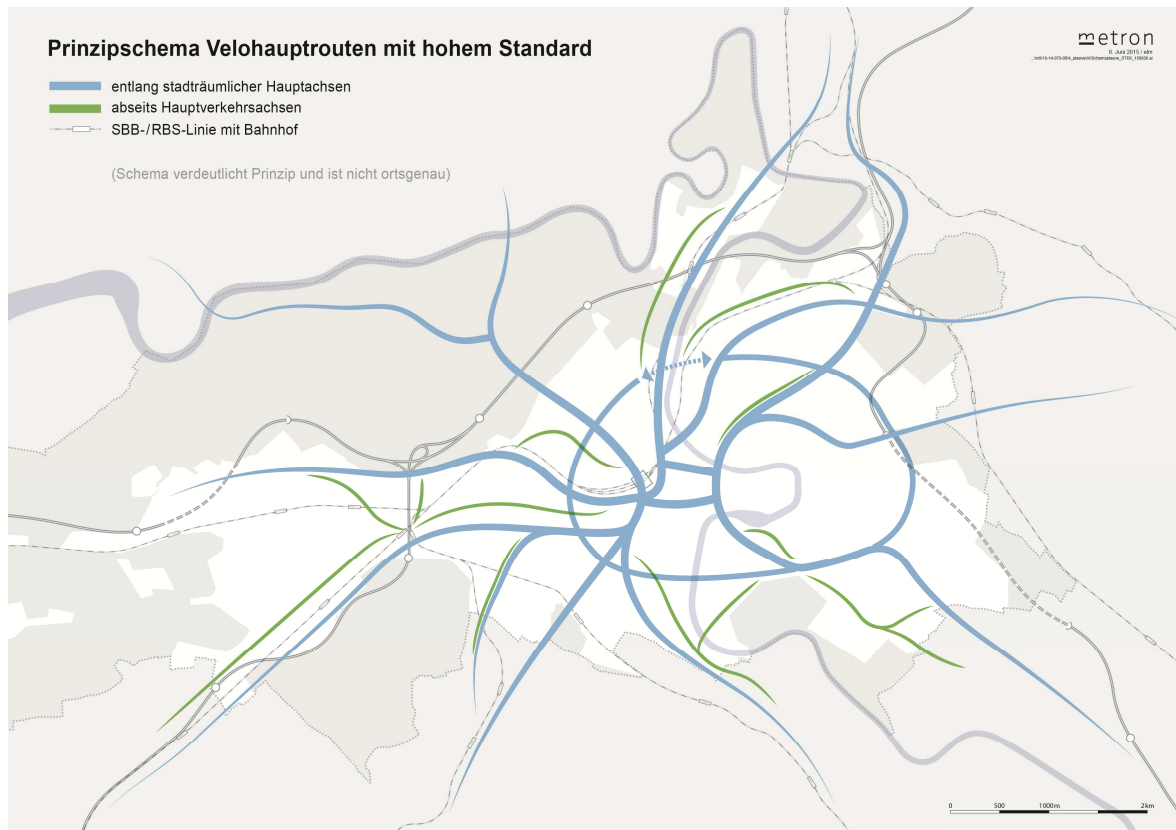 Prinzipschema Velohauptrouten mit hohem Standard
metron
8. Juni 2015 / elm
entlang stadträumlicher Hauptachsen
abseits Hauptverkehrsachsen
SBB-/RBS-Linie mit Bahnhof
(Schema verdeutlicht Prinzip und ist nicht ortsgenau)
0 500 1000m 2km